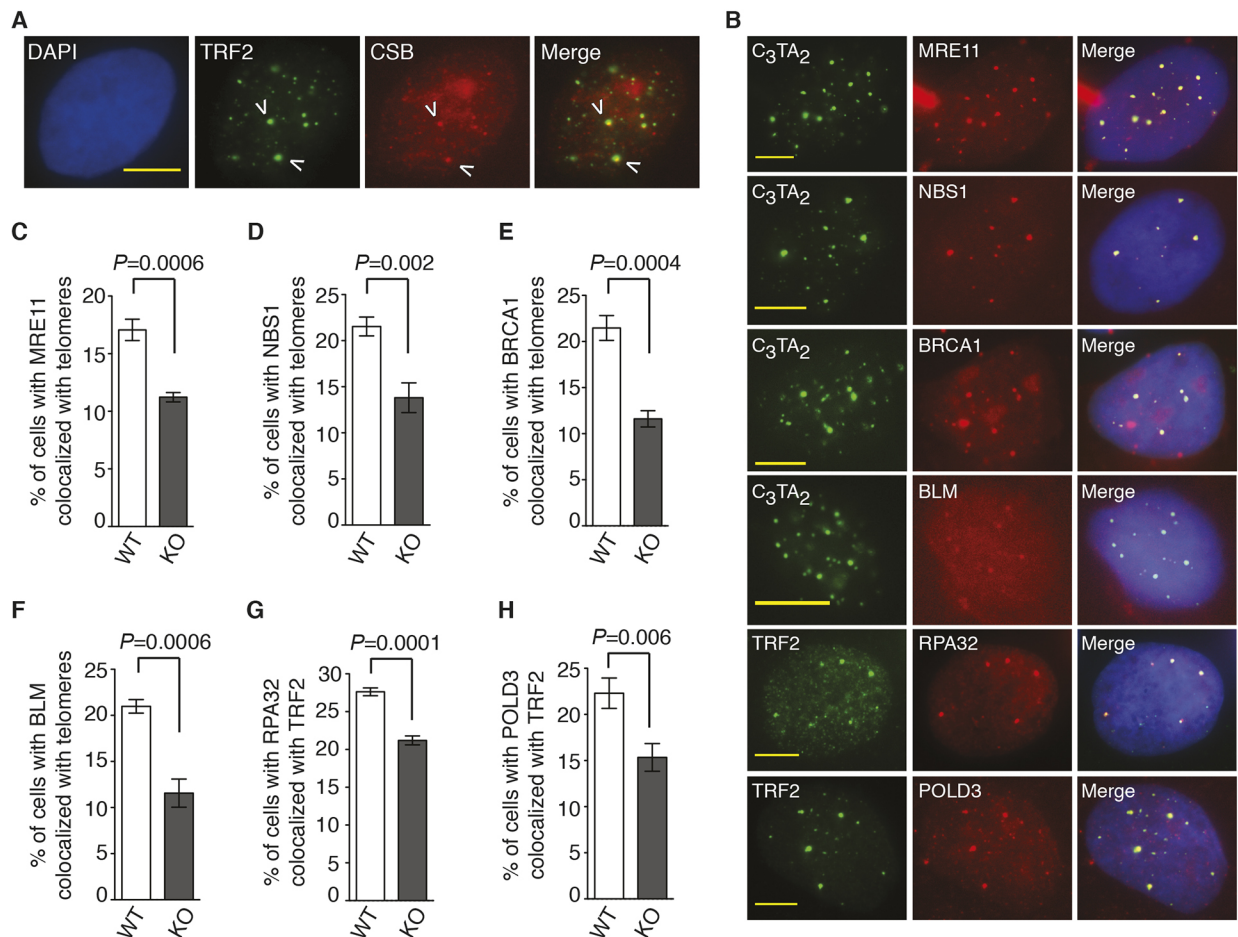 A
DAPI TRF2 CSB Merge
B
C3TA2 MRE11 Merge
C3TA2 NBS1 Merge
C3TA2 BRCA1 Merge
C3TA2 BLM Merge
TRF2 RPA32 Merge
TRF2 POLD3 Merge
C
P=0.0006
% of cells with MRE11
colocalized with telomeres
20
15
10
5
0
WT KO
D
P=0.002
% of cells with NBS1
colocalized with telomeres
25
20
15
10
5
0
WT KO
E
P=0.0004
% of cells with BRCA1
colocalized with telomeres
25
20
15
10
5
0
WT KO
F
P=0.0006
% of cells with BLM
colocalized with telomeres
25
20
15
10
5
0
WT KO
G
P=0.0001
% of cells with RPA32
colocalized with TRF2
30
25
20
15
10
5
0
WT KO
H
P=0.006
% of cells with POLD3
colocalized with TRF2
25
20
15
10
5
0
WT KO